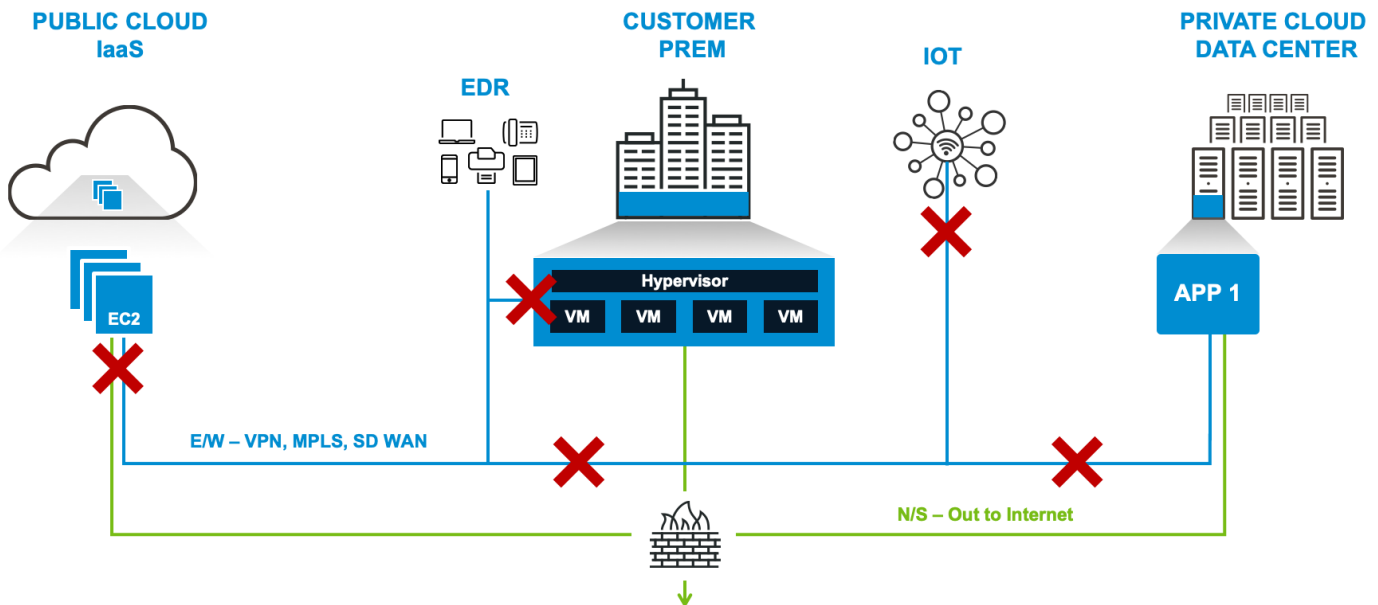 PUBLIC CLOUD
IaaS
CUSTOMER
PREM
PRIVATE CLOUD
DATA CENTER
EDR
IOT
Hypervisor
VM
VM
VM
VM
EC2
APP 1
E/W – VPN, MPLS, SD WAN
N/S – Out to Internet